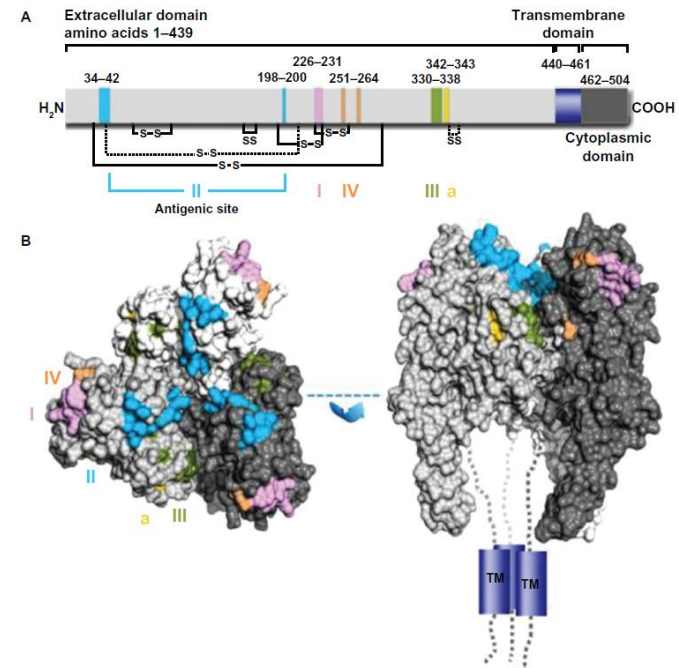 A
Extracellular domain
amino acids 1–439
Transmembrane
domain
226–231
342–343
440–461
34–42
198–200
251–264
330–338
462–504
H2N
COOH
S–S
SS
S–S
SS
S–S
S–S
Cytoplasmic
domain
II
I
IV
III
a
Antigenic site
B
IV
I
II
a
III
TM
TM